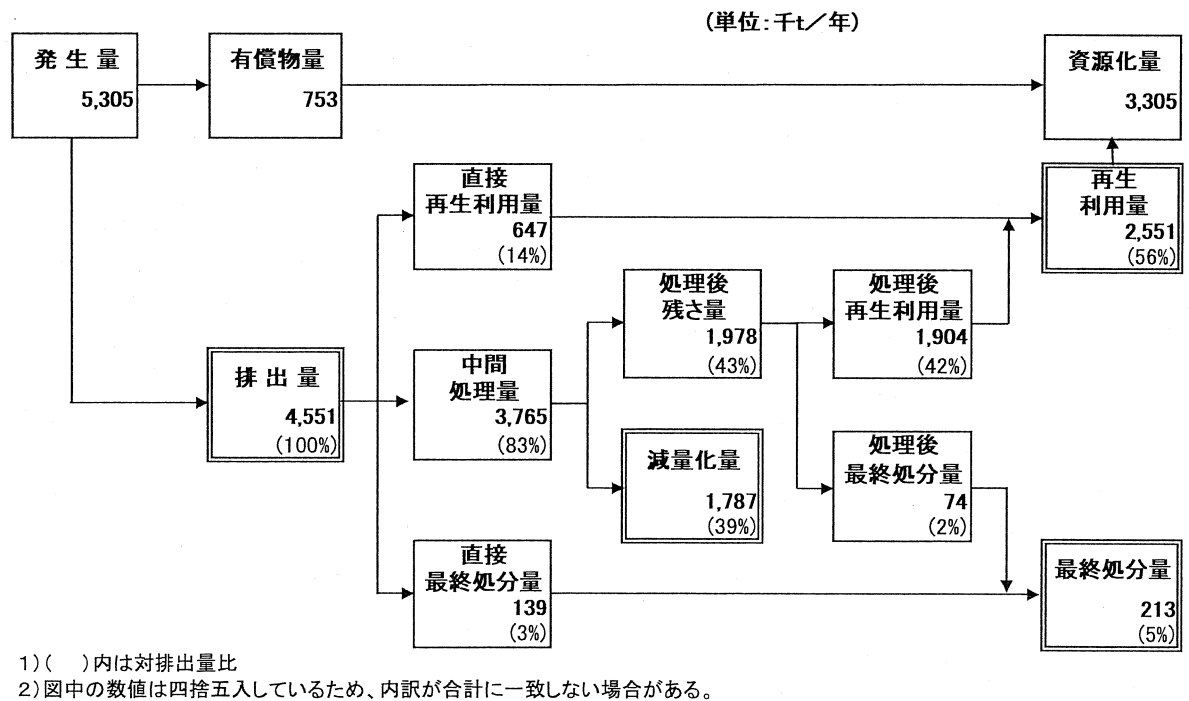 (単位:千t/年)
発 生 量
5,305
有償物量
753
資源化量
3,305
直接
再生利用量
647
(14%)
再生
利用量
2,551
(56%)
処理後
残さ量
1,978
(43%)
処理後
再生利用量
1,904
(42%)
排 出 量
4,551
(100%)
中間
処理量
3,765
(83%)
減量化量
1,787
(39%)
処理後
最終処分量
74
(2%)
直接
最終処分量
139
(3%)
最終処分量
213
(5%)
1)( )内は対排出量比
2)図中の数値は四捨五入しているため、内訳が合計に一致しない場合がある。